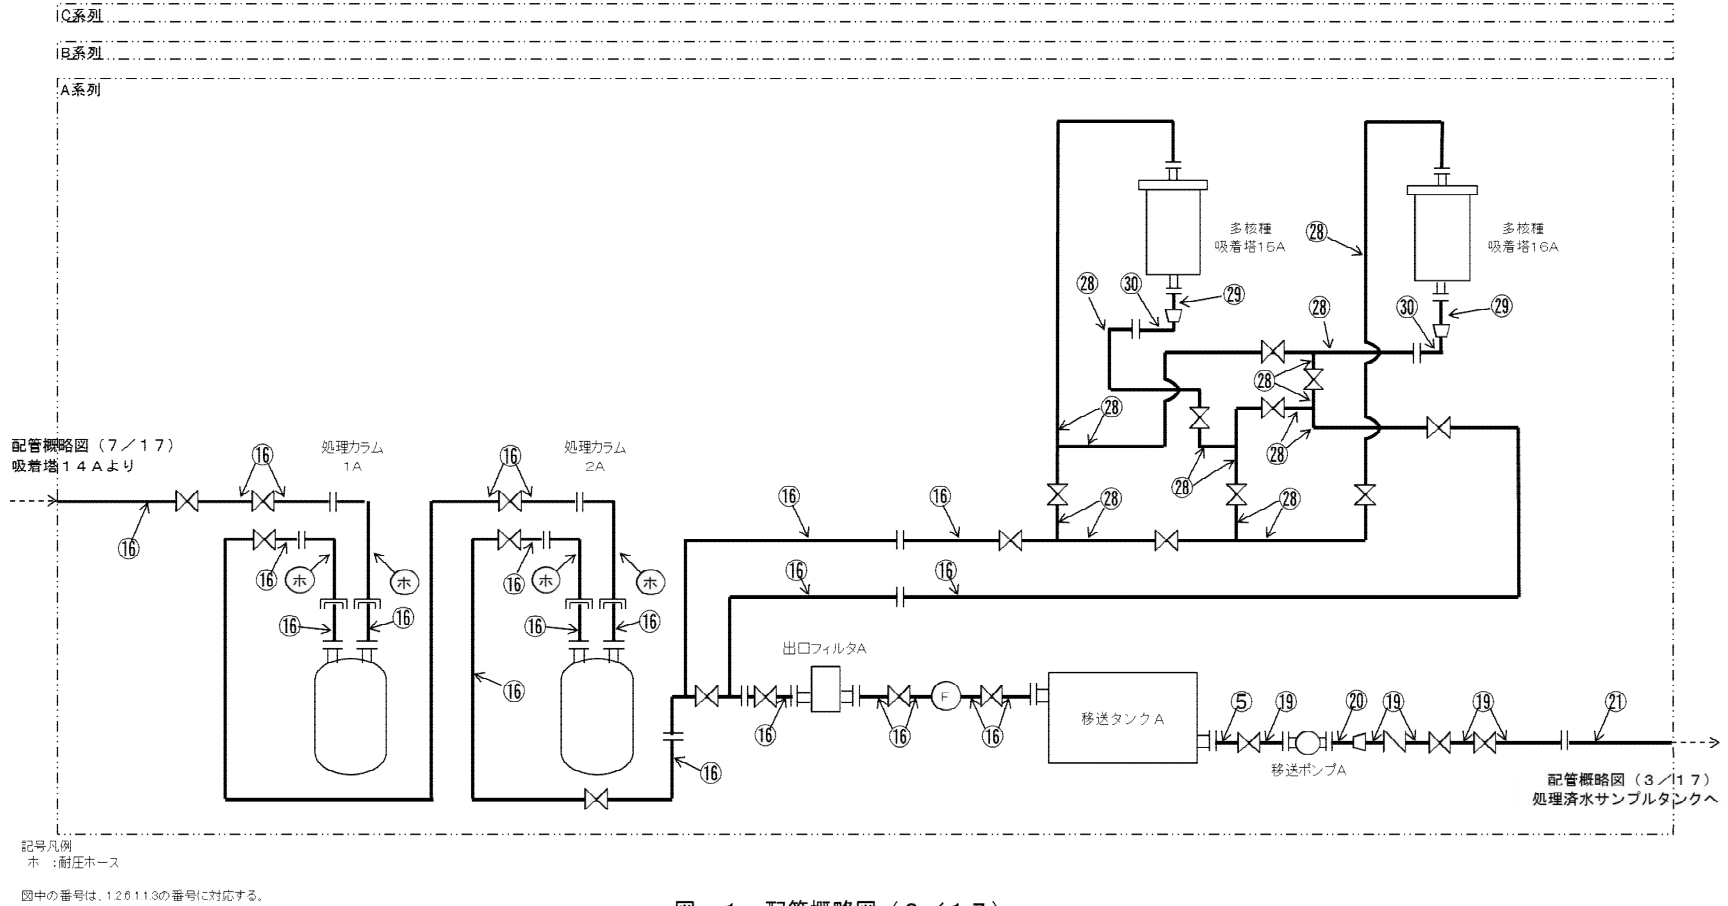 C系列
B系列
A系列
多核種
吸着塔15A
多核種
吸着塔16A
28
28
30
29
28
30
29
28
28
28
28
28
28
28
配管概略図（7／17）
吸着塔14Aより
16
処理カラム
1A
16
処理カラム
2A
16
16
16
ホ
ホ
16
ホ
ホ
16
16
16
16
16
16
16
16
16
出口フィルタA
16
F
16
16
16
移送タンクA
5
19
20
19
19
21
移送ポンプA
配管概略図（3／17）
処理済水サンプルタンクへ
記号凡例
ホ ：耐圧ホース
図中の番号は、1.2.6.1.1.3の番号に対応する。